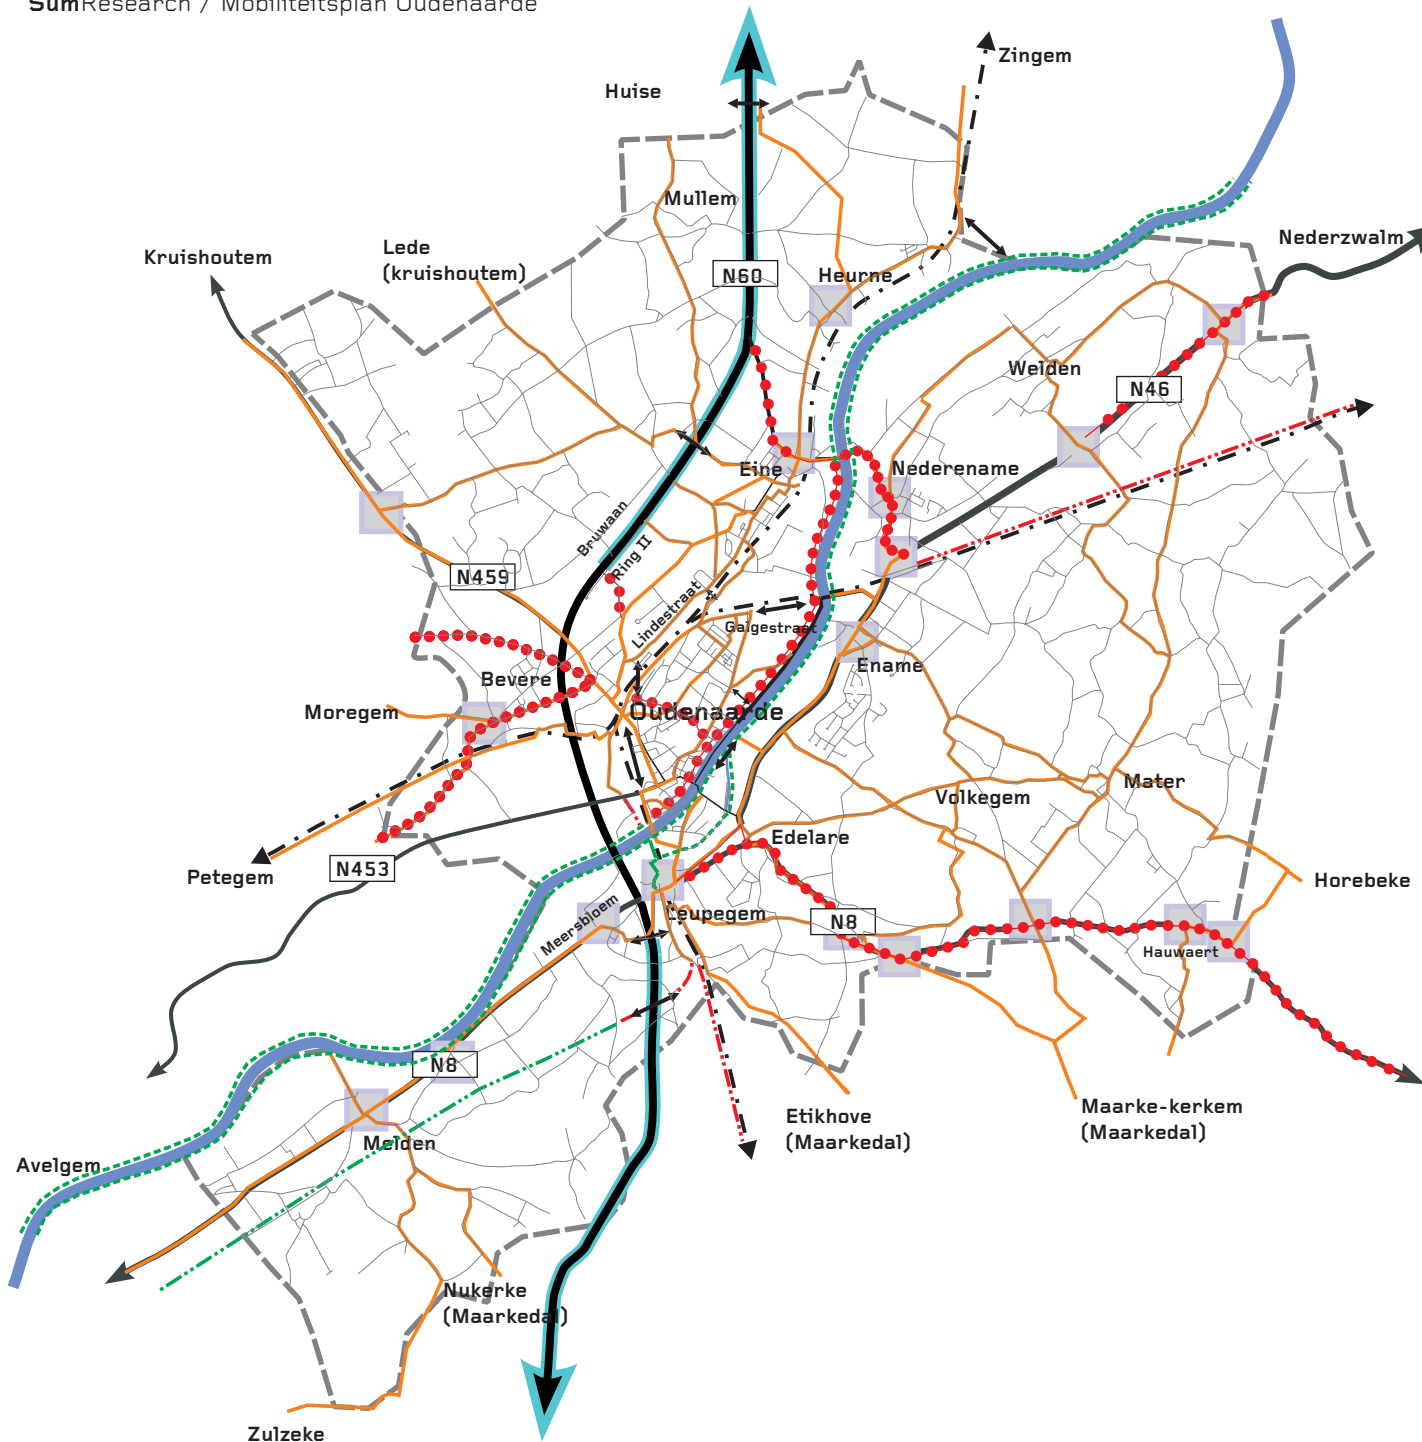 SumResearch / Mobiliteitsplan Oudenaarde
Zingem
Huise
Mullem
Nederzwalm
Lede
(kruishoutem)
Kruishoutem
N60
Heurne
Welden
N46
Eine
Nederename
Bruwaan
Ring II
N459
Lindestraat
Galgestraat
Ename
Bevere
Moregem
Oudenaarde
Mater
Volkegem
Edelare
N453
Petegem
Horebeke
Leupegem
N8
Meersbloem
Hauwaert
N8
Etikhove
(Maarkedal)
Maarke-kerkem
(Maarkedal)
Melden
Avelgem
Nukerke
(Maarkedal)
Zulzeke